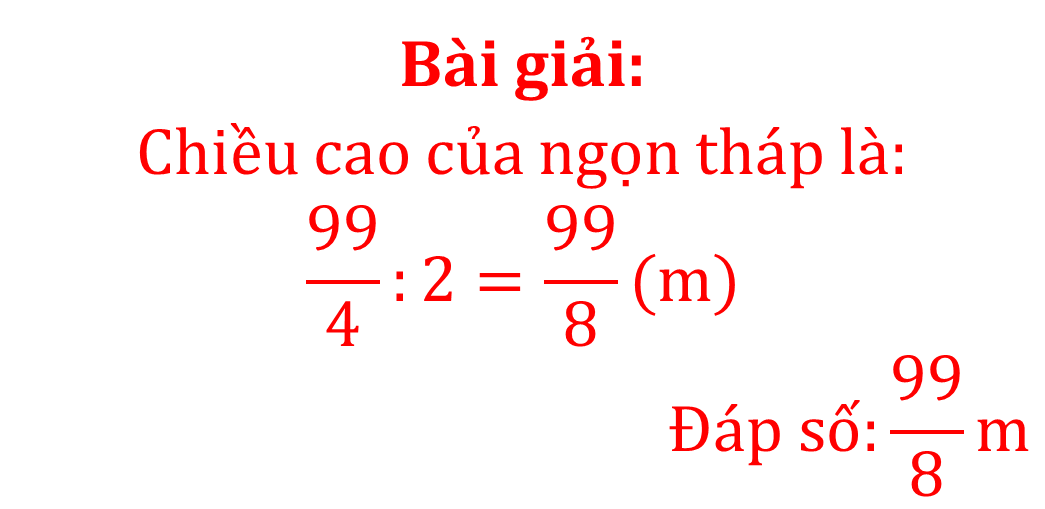 Bài giải:
Chiều cao của ngọn tháp là:
99/4 : 2 = 99/8 (m)
Đáp số: 99/8 m